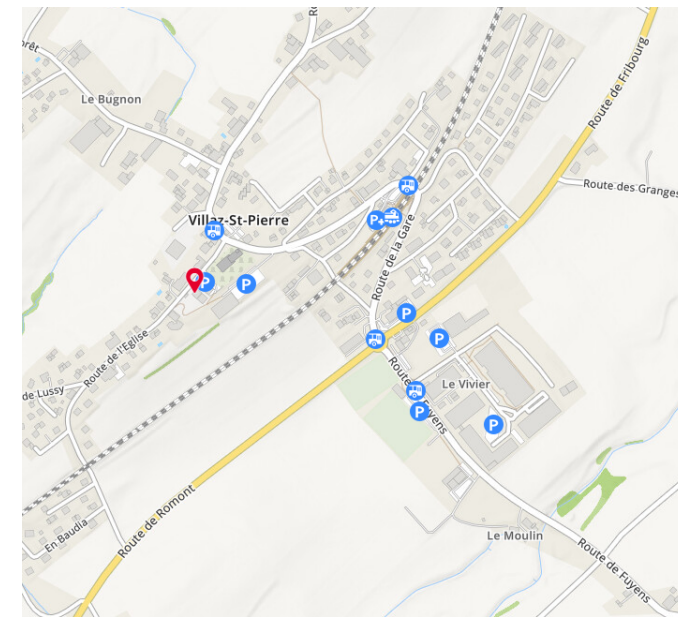 Le Bugnon
Route de Fribourg
Route des Granges
Villaz-St-Pierre
P+
Route de la Gare
P
P
P
P
Route de l'Eglise
de Lussy
Le Vivier
Route de Fuyens
P
P
En Baudia
Route de Romont
Le Moulin
Route de Fuyens